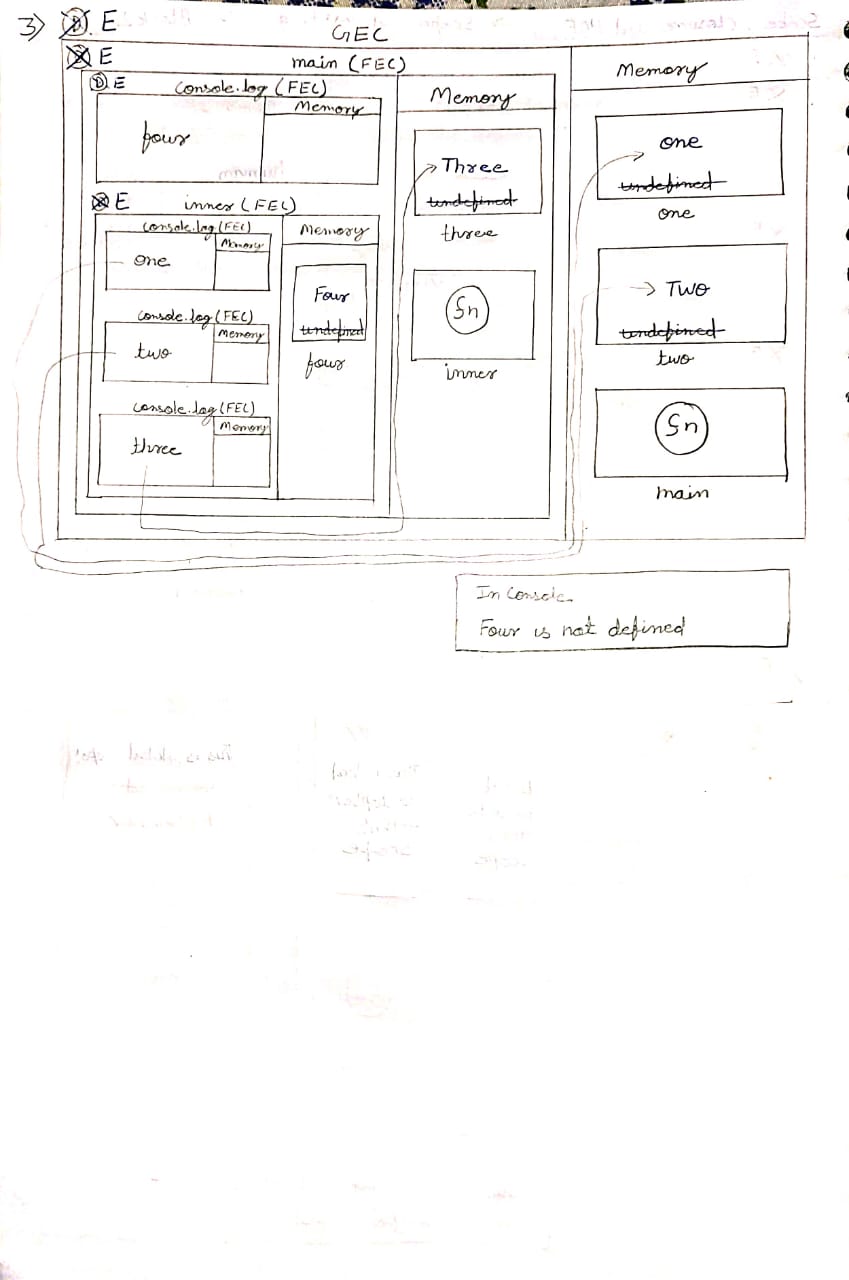 3) D. E
GEC
D E
main (FEC)
Memory
D E
console.log (FEC)
Memory
four
Memory
Three
undefined
three
fn
inner
D E
inner (FEC)
Memory
console.log (FEC)
Memory
one
console.log (FEC)
Memory
two
console.log (FEC)
Memory
three
Four
undefined
four
one
undefined
one
Two
undefined
two
fn
main
In Console
Four is not defined